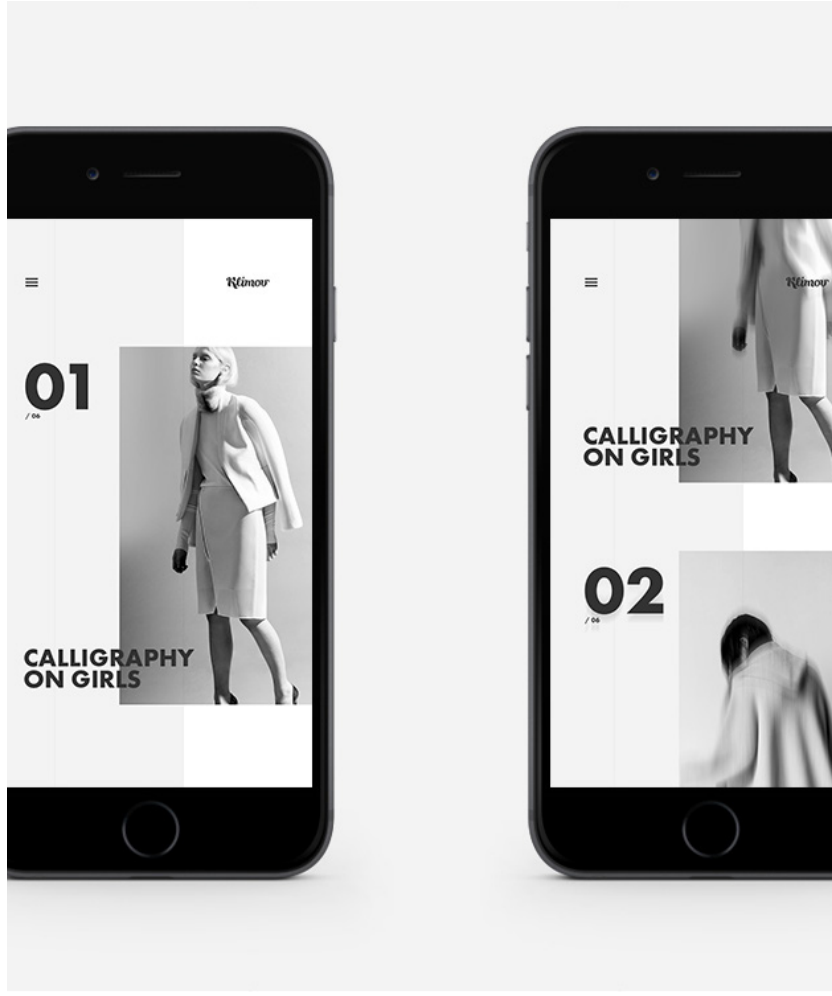 Klimov
01
/ 06
CALLIGRAPHY
ON GIRLS
Klimov
CALLIGRAPHY
ON GIRLS
02
/ 06